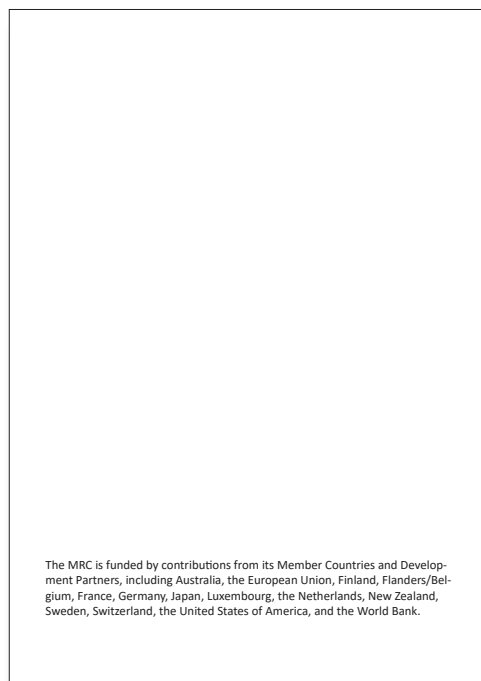 The MRC is funded by contributions from its Member Countries and Develop-
ment Partners, including Australia, the European Union, Finland, Flanders/Bel-
gium, France, Germany, Japan, Luxembourg, the Netherlands, New Zealand,
Sweden, Switzerland, the United States of America, and the World Bank.